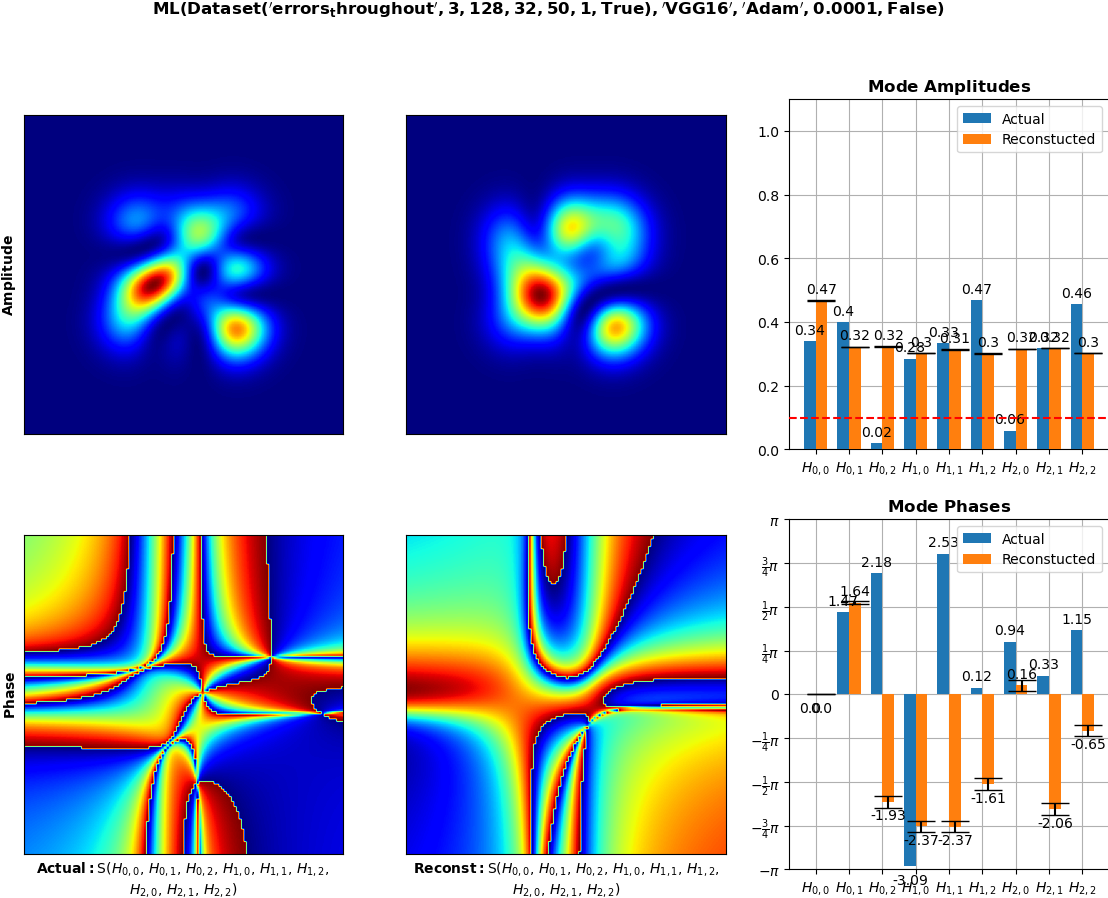 ML(Dataset('errors_throughout', 3, 128, 32, 50, 1, True), 'VGG16', 'Adam', 0.0001, False)
Amplitude
Mode Amplitudes
Actual
Reconstucted
1.0
0.8
0.6
0.4
0.2
0.0
0.34
0.47
0.4
0.32
0.02
0.32
0.28
0.3
0.33
0.31
0.47
0.3
0.06
0.32
0.32
0.32
0.46
0.3
H0,0 H0,1 H0,2 H1,0 H1,1 H1,2 H2,0 H2,1 H2,2
Phase
Actual: S(H0,0, H0,1, H0,2, H1,0, H1,1, H1,2,
H2,0, H2,1, H2,2)
Reconst: S(H0,0, H0,1, H0,2, H1,0, H1,1, H1,2,
H2,0, H2,1, H2,2)
Mode Phases
Actual
Reconstucted
π
3/4π
1/2π
1/4π
0
−1/4π
−1/2π
−3/4π
−π
0.0
0.0
1.47
1.64
2.18
-1.93
-3.09
-2.37
2.53
-2.37
0.12
-1.61
0.94
0.16
0.33
-2.06
1.15
-0.65
H0,0 H0,1 H0,2 H1,0 H1,1 H1,2 H2,0 H2,1 H2,2